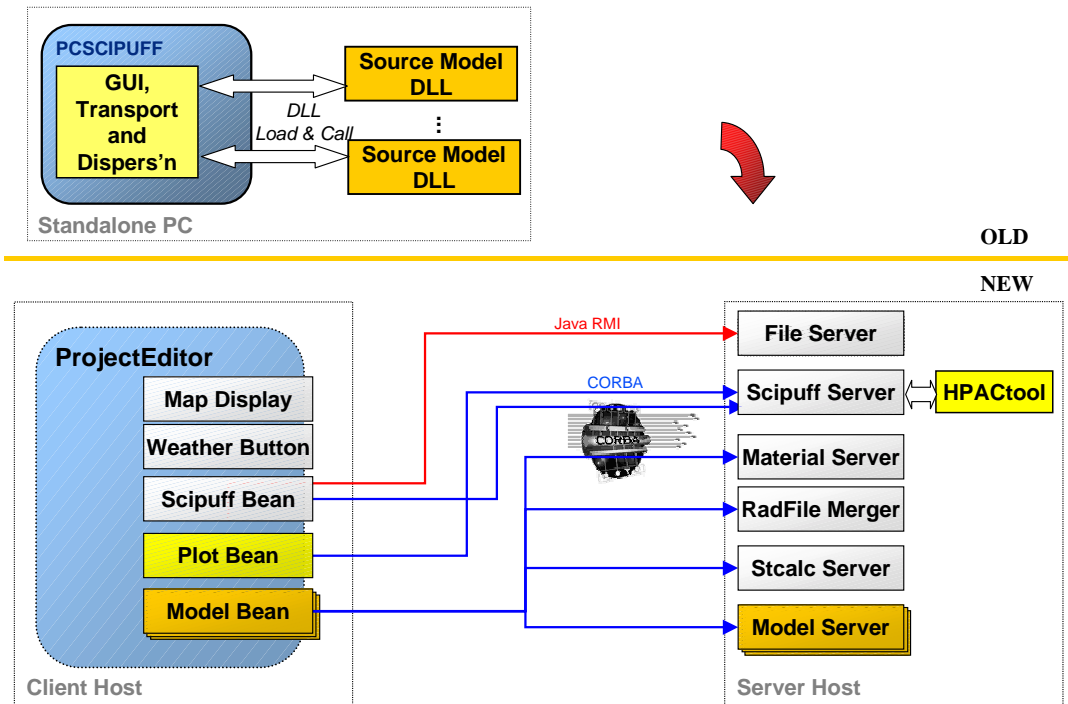 PCSCIPUFF
GUI,
Transport
and
Dispers’n
DLL
Load & Call
Source Model
DLL
...
Source Model
DLL
Standalone PC
OLD
NEW
ProjectEditor
Map Display
Weather Button
Scipuff Bean
Plot Bean
Model Bean
Client Host
Java RMI
CORBA
CORBA
File Server
Scipuff Server
HPACtool
Material Server
RadFile Merger
Stcalc Server
Model Server
Server Host